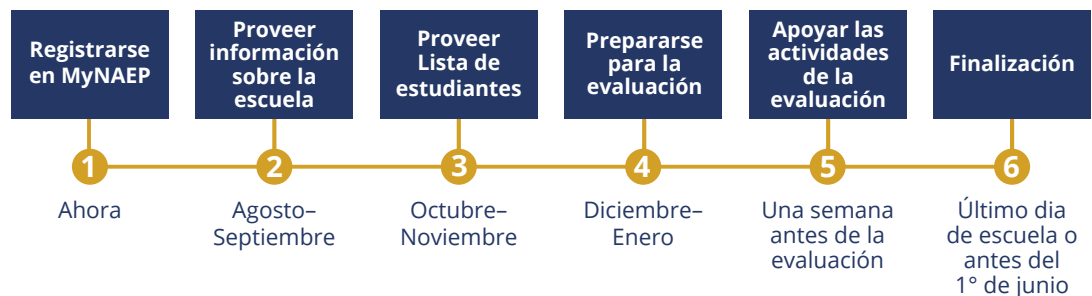 Registrarse
en MyNAEP
Proveer
información
sobre la
escuela
Proveer
Lista de
estudiantes
Prepararse
para la
evaluación
Apoyar las
actividades
de la
evaluación
Finalización
1
2
3
4
5
6
Ahora
Agosto–
Septiembre
Octubre–
Noviembre
Diciembre–
Enero
Una semana
antes de la
evaluación
Último dia
de escuela o
antes del
1° de junio